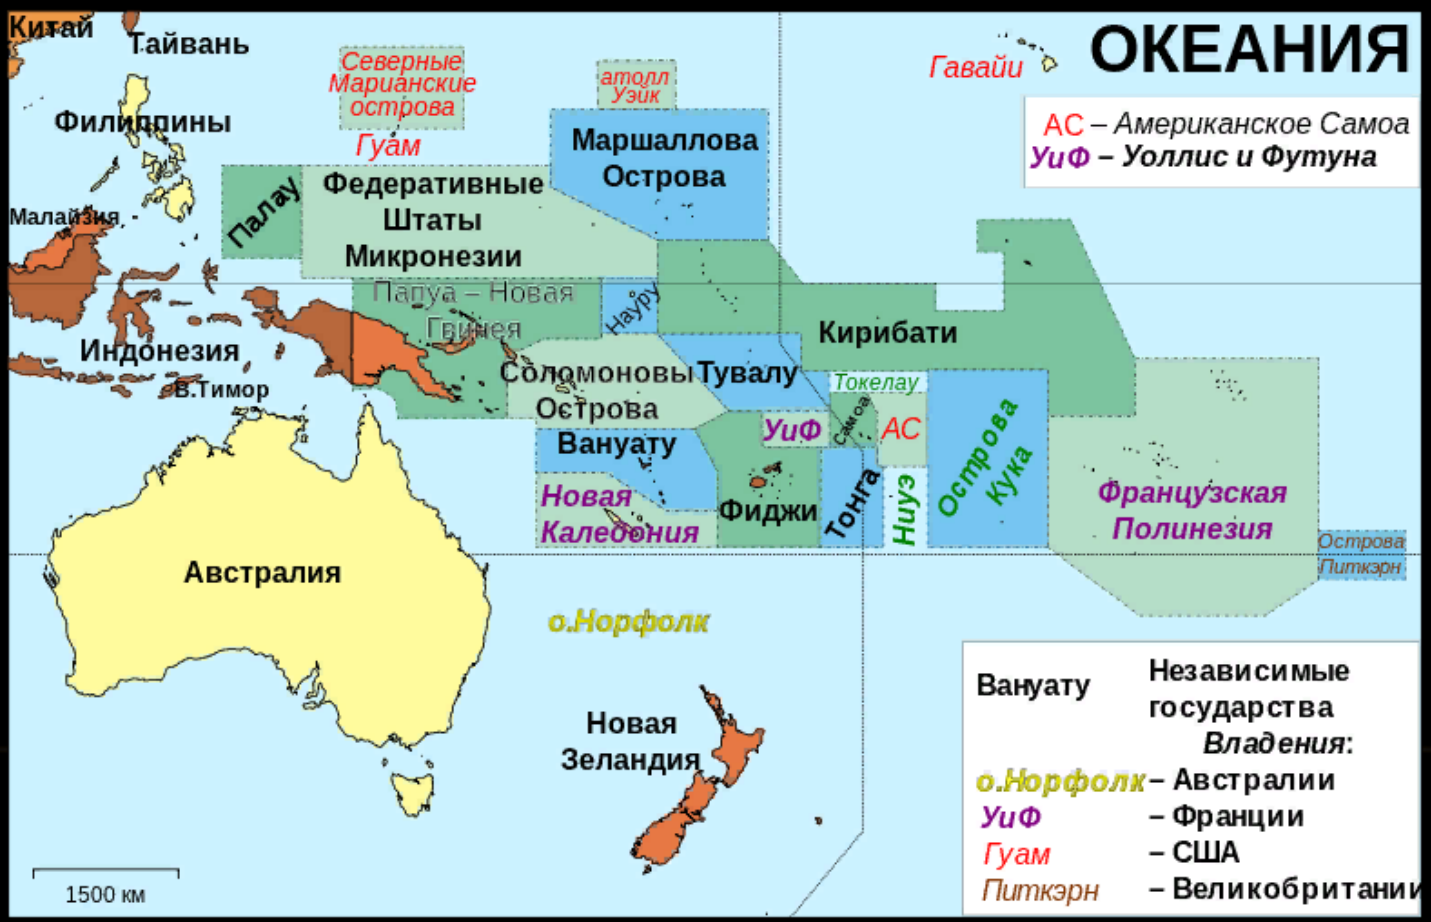 Китай
Тайвань
Филиппины
Малайзия
Индонезия
В.Тимор
Северные
Марианские
острова
Гуам
атолл
Уэйк
Гавайи
ОКЕАНИЯ
АС – Американское Самоа
УиФ – Уоллис и Футуна
Палау
Федеративные
Штаты
Микронезии
Маршаллова
Острова
Папуа – Новая
Гвинея
Науру
Кирибати
Соломоновы
Острова
Тувалу
Токелау
Самоа
АС
УиФ
Вануату
Новая
Каледония
Фиджи
Тонга
Ниуэ
Острова
Кука
Французская
Полинезия
Острова
Питкэрн
Австралия
о.Норфолк
Новая
Зеландия
1500 км
Вануату
Независимые
государства
Владения:
о.Норфолк – Австралии
УиФ – Франции
Гуам – США
Питкэрн – Великобритании